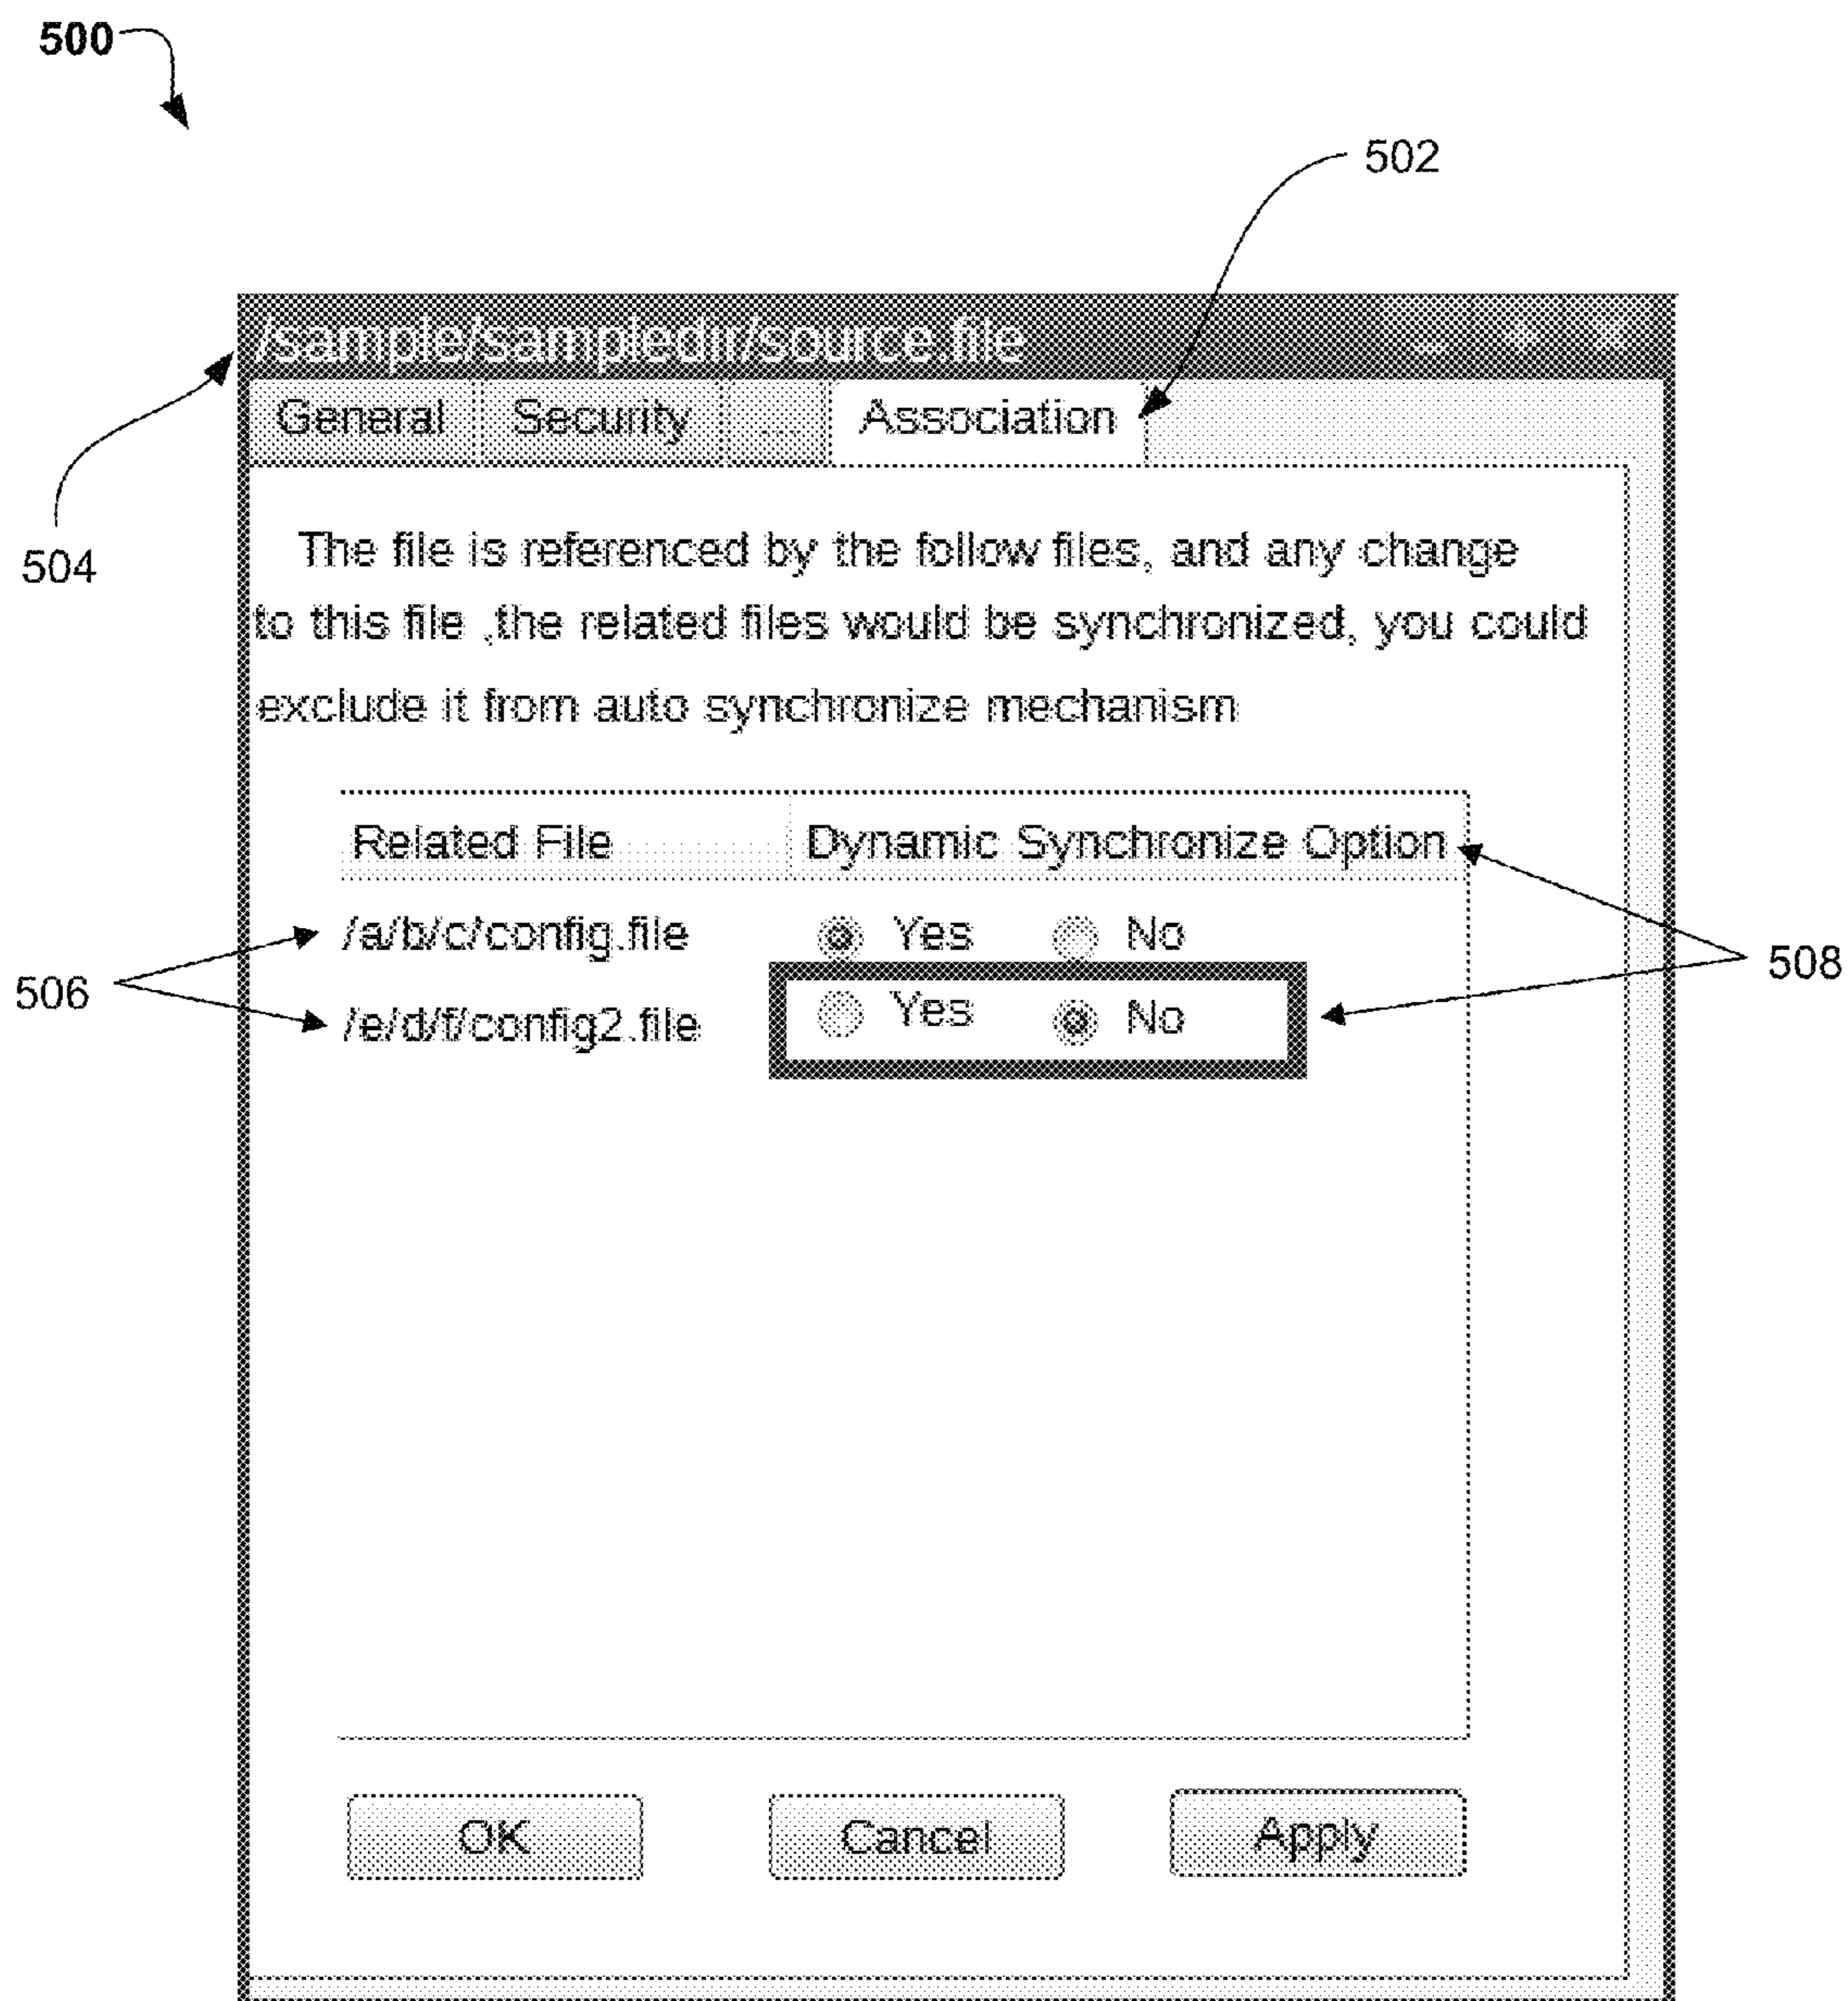 500
502
/sample/sampledir/source.file
General Security ... Association
504
The file is referenced by the follow files, and any change
to this file ,the related files would be synchronized, you could
exclude it from auto synchronize mechanism
Related File Dynamic Synchronize Option
/a/b/c/config.file Yes No
508
506
/e/d/f/config2.file Yes No
OK Cancel Apply